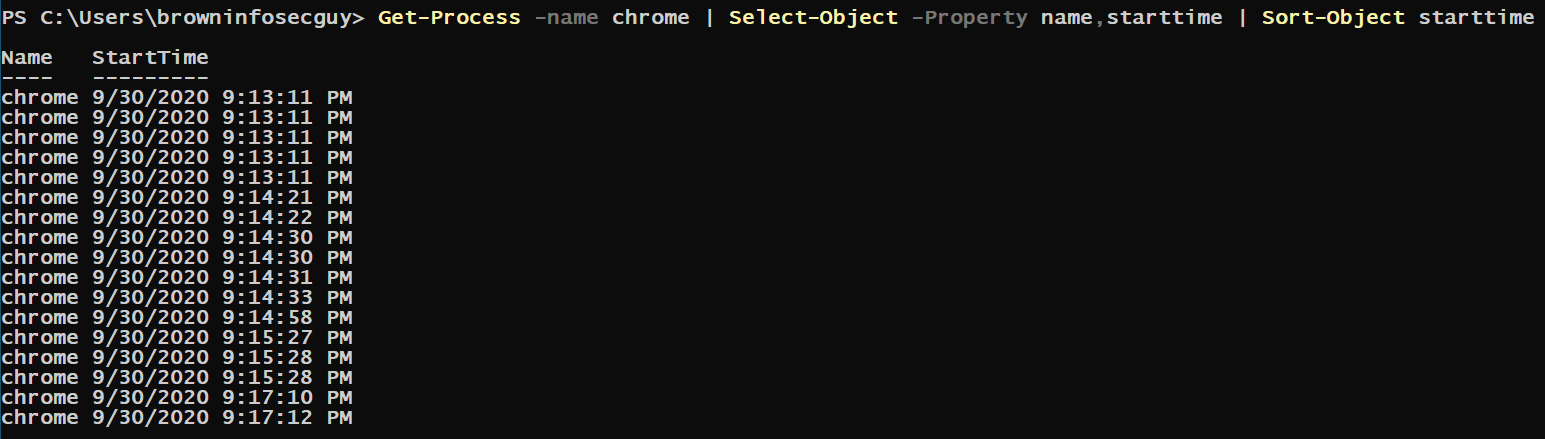 PS C:\Users\browninfosecguy> Get-Process -name chrome | Select-Object -Property name,starttime | Sort-Object starttime
Name   StartTime
----   ---------
chrome 9/30/2020 9:13:11 PM
chrome 9/30/2020 9:13:11 PM
chrome 9/30/2020 9:13:11 PM
chrome 9/30/2020 9:13:11 PM
chrome 9/30/2020 9:13:11 PM
chrome 9/30/2020 9:14:21 PM
chrome 9/30/2020 9:14:22 PM
chrome 9/30/2020 9:14:30 PM
chrome 9/30/2020 9:14:30 PM
chrome 9/30/2020 9:14:31 PM
chrome 9/30/2020 9:14:33 PM
chrome 9/30/2020 9:14:58 PM
chrome 9/30/2020 9:15:27 PM
chrome 9/30/2020 9:15:28 PM
chrome 9/30/2020 9:15:28 PM
chrome 9/30/2020 9:17:10 PM
chrome 9/30/2020 9:17:12 PM